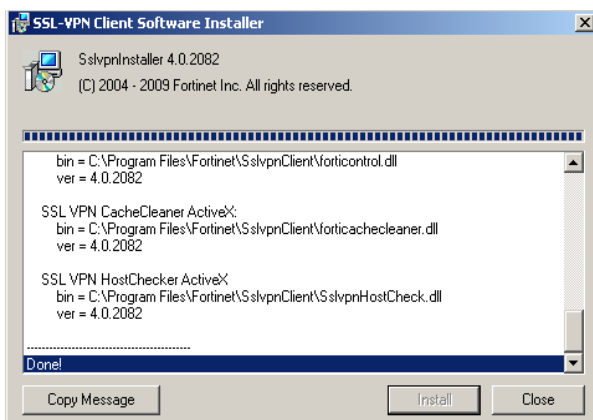 SSL-VPN Client Software Installer
SslvpnInstaller 4.0.2082
(C) 2004 - 2009 Fortinet Inc. All rights reserved.
bin = C:\Program Files\Fortinet\SslvpnClient\forticontrol.dll
ver = 4.0.2082
SSL VPN CacheCleaner ActiveX:
bin = C:\Program Files\Fortinet\SslvpnClient\forticachecleaner.dll
ver = 4.0.2082
SSL VPN HostChecker ActiveX
bin = C:\Program Files\Fortinet\SslvpnClient\SslvpnHostCheck.dll
ver = 4.0.2082
-------------------------------------------
Done!
Copy Message
Install
Close